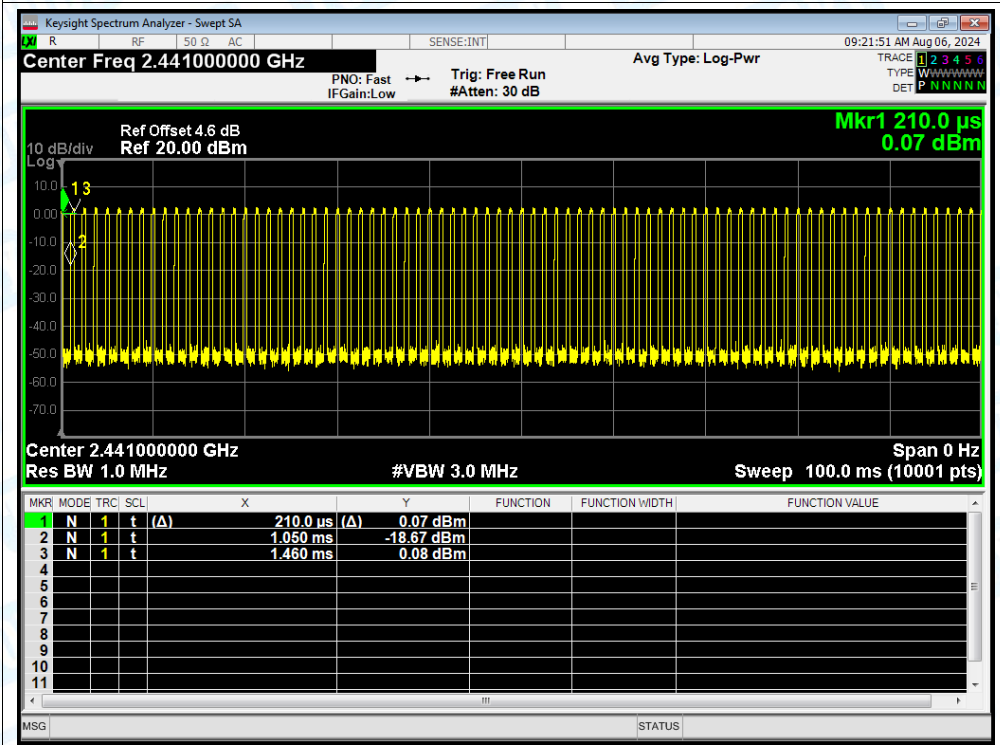 Keysight Spectrum Analyzer - Swept SA
LXI R RF 50 Ω AC SENSE:INT 09:21:51 AM Aug 06, 2024
Center Freq 2.441000000 GHz
PNO: Fast
IFGain:Low
Trig: Free Run
#Atten: 30 dB
Avg Type: Log-Pwr
TRACE 1 2 3 4 5 6
TYPE W
DET P N N N N N
Mkr1 210.0 µs
0.07 dBm
Ref Offset 4.6 dB
10 dB/div Ref 20.00 dBm
Log
10.0
0.00
-10.0
-20.0
-30.0
-40.0
-50.0
-60.0
-70.0
1 3
2
Center 2.441000000 GHz Span 0 Hz
Res BW 1.0 MHz #VBW 3.0 MHz Sweep 100.0 ms (10001 pts)
MKR MODE TRC SCL X Y FUNCTION FUNCTION WIDTH FUNCTION VALUE
1 N 1 t (Δ) 210.0 µs (Δ) 0.07 dBm
2 N 1 t 1.050 ms -18.67 dBm
3 N 1 t 1.460 ms 0.08 dBm
4
5
6
7
8
9
10
11
MSG STATUS